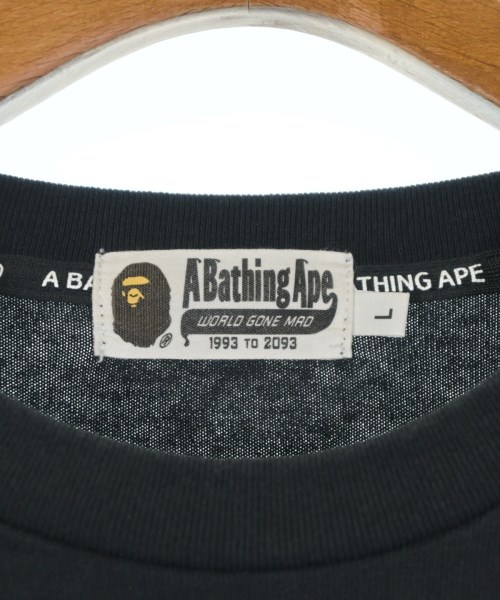 A BA
A Bathing Ape
®
WORLD GONE MAD
1993 TO 2093
THING APE
L